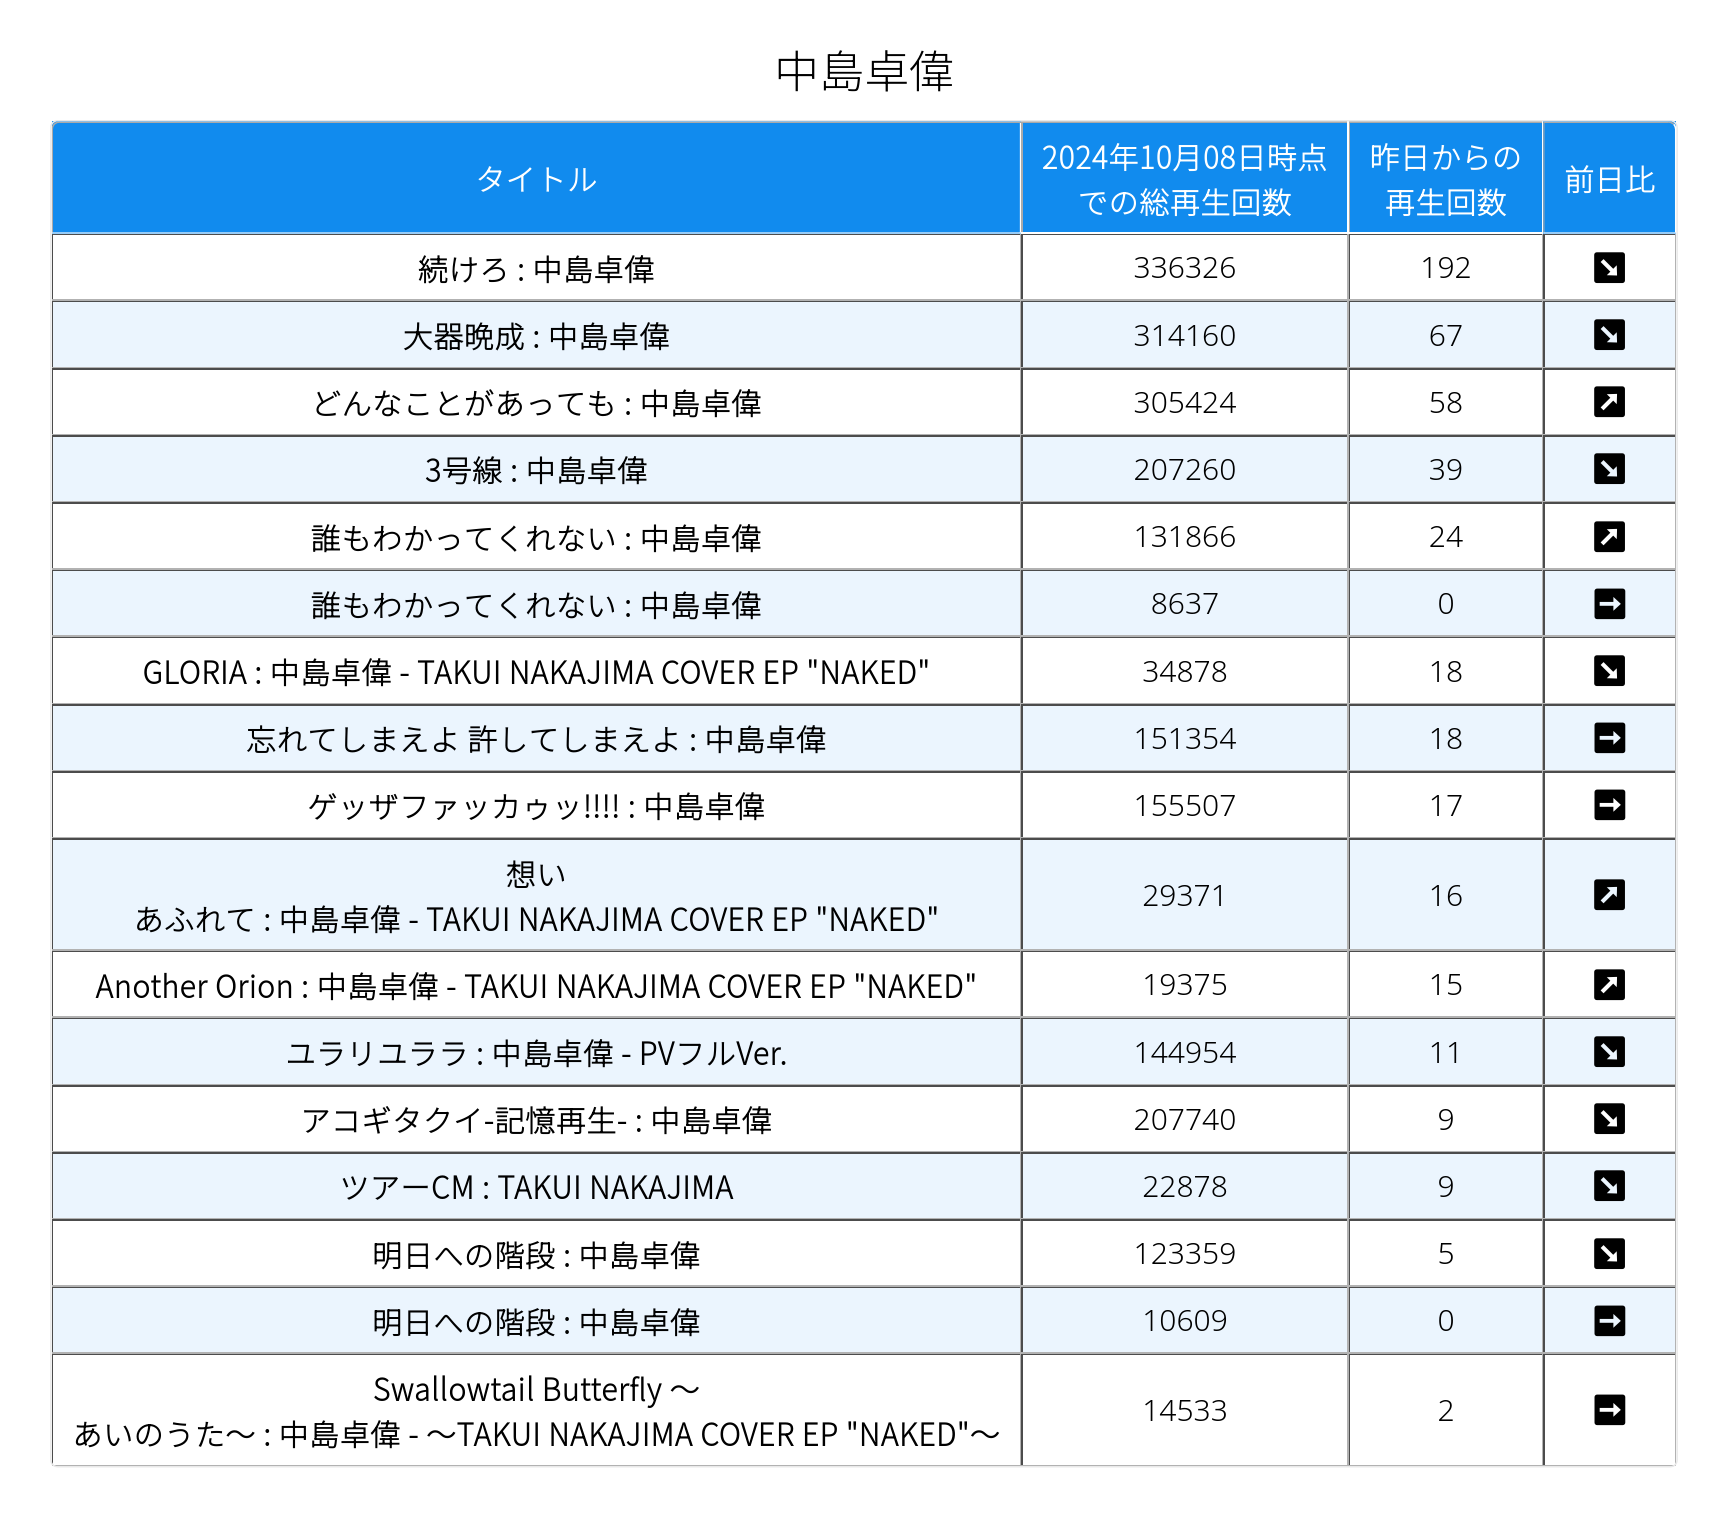 中島卓偉
タイトル
2024年10月08日時点
での総再生回数
昨日からの
再生回数
前日比
続けろ : 中島卓偉 336326 192
大器晩成 : 中島卓偉 314160 67
どんなことがあっても : 中島卓偉 305424 58
3号線 : 中島卓偉 207260 39
誰もわかってくれない : 中島卓偉 131866 24
誰もわかってくれない : 中島卓偉 8637 0
GLORIA : 中島卓偉 - TAKUI NAKAJIMA COVER EP "NAKED" 34878 18
忘れてしまえよ 許してしまえよ : 中島卓偉 151354 18
ゲッザファッカゥッ!!!! : 中島卓偉 155507 17
想い
あふれて : 中島卓偉 - TAKUI NAKAJIMA COVER EP "NAKED" 29371 16
Another Orion : 中島卓偉 - TAKUI NAKAJIMA COVER EP "NAKED" 19375 15
ユラリユララ : 中島卓偉 - PVフルVer. 144954 11
アコギタクイ-記憶再生- : 中島卓偉 207740 9
ツアーCM : TAKUI NAKAJIMA 22878 9
明日への階段 : 中島卓偉 123359 5
明日への階段 : 中島卓偉 10609 0
Swallowtail Butterfly ～
あいのうた～ : 中島卓偉 - ～TAKUI NAKAJIMA COVER EP "NAKED"～ 14533 2